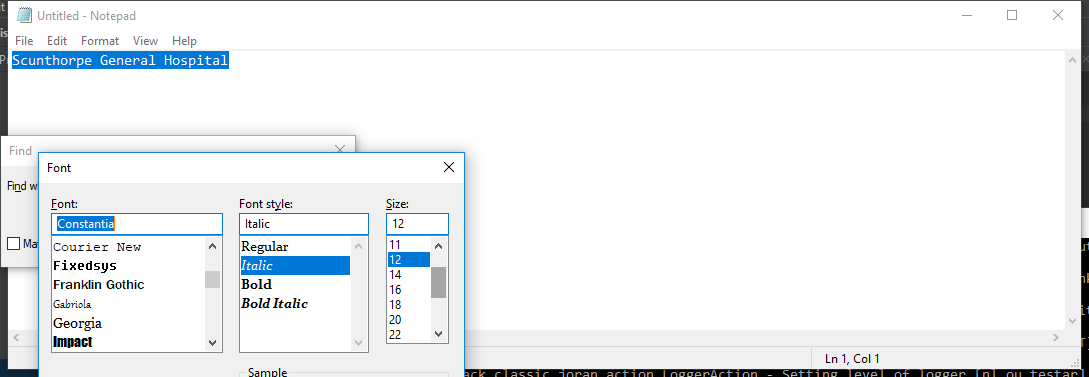 Untitled - Notepad
File Edit Format View Help
Scunthorpe General Hospital
Find
Font
Find w
Font:
Font style:
Size:
Constantia
Italic
12
Courier New
Fixedsys
Franklin Gothic
Gabriola
Georgia
Impact
Regular
Italic
Bold
Bold Italic
11
12
14
16
18
20
22
Ma
Ln 1, Col 1
Sample
ack.classic.joran.action.LoggerAction - Setting level of logger [nl.ou.testar